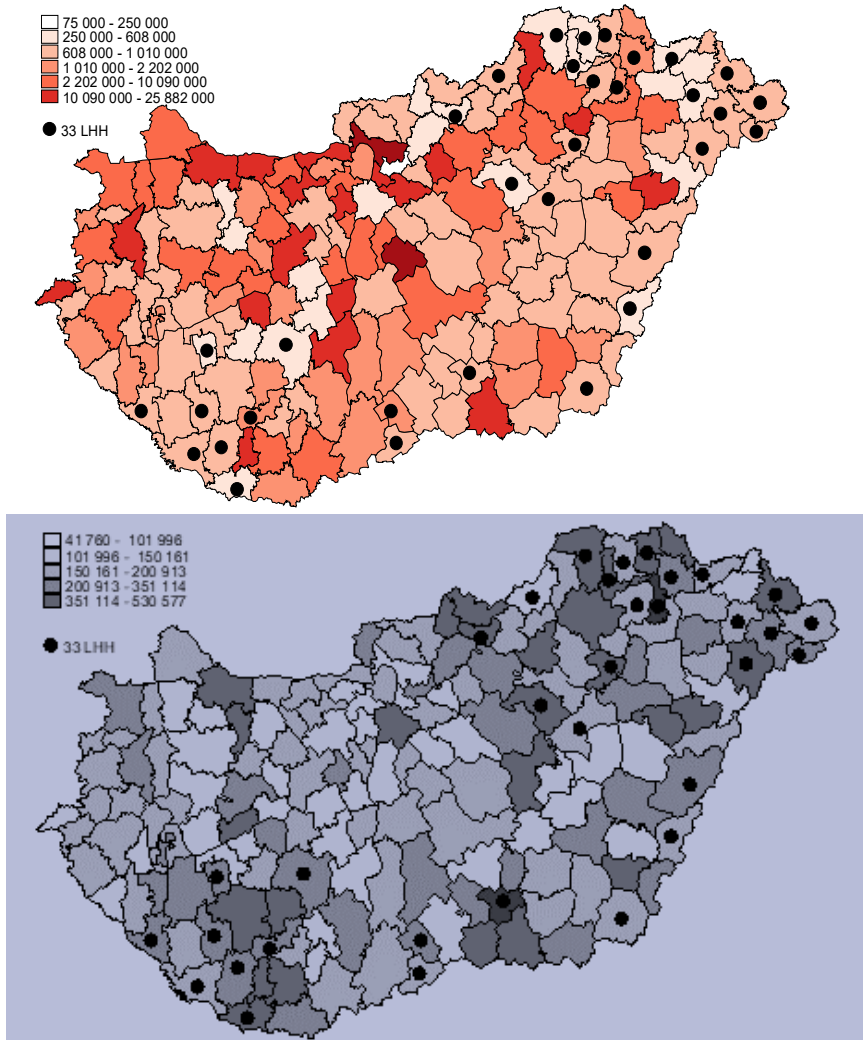 75 000 - 250 000
250 000 - 608 000
608 000 - 1 010 000
1 010 000 - 2 202 000
2 202 000 - 10 090 000
10 090 000 - 25 882 000
33 LHH
41 760 - 101 996
101 996 - 150 161
150 161 - 200 913
200 913 - 351 114
351 114 - 530 577
33 LHH